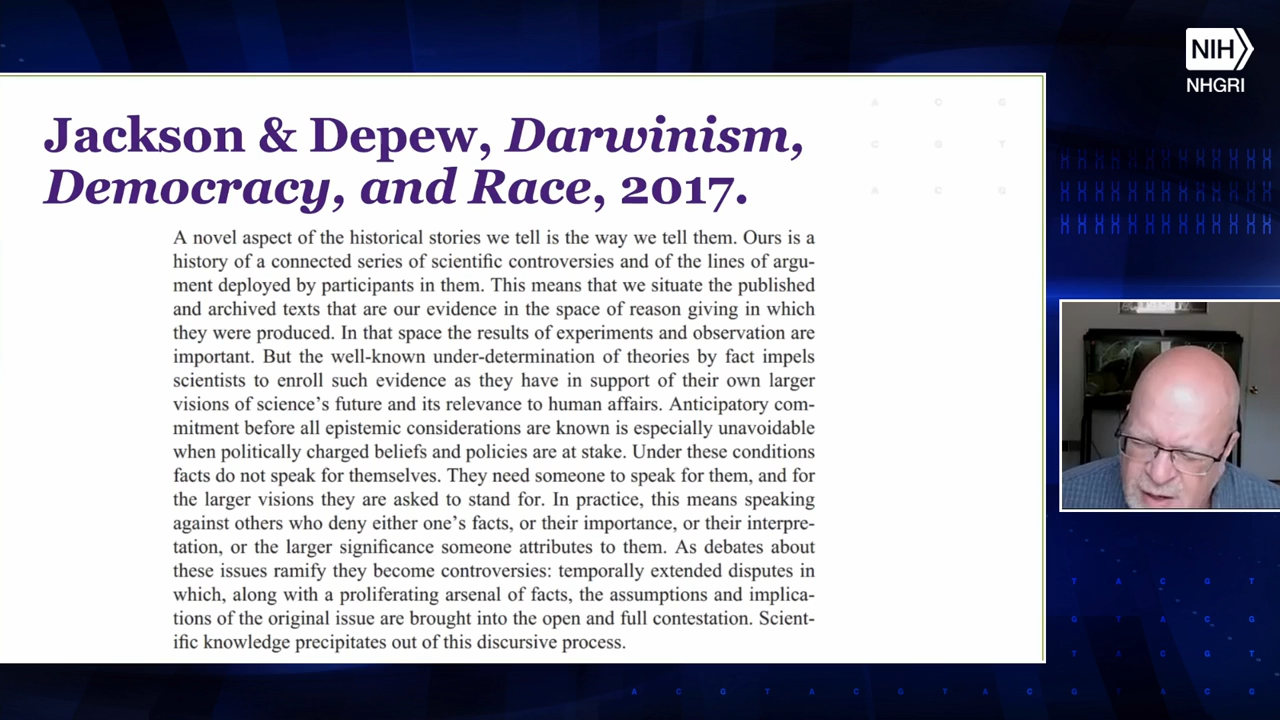 NIH
NHGRI
Jackson & Depew, Darwinism,
Democracy, and Race, 2017.
A novel aspect of the historical stories we tell is the way we tell them. Ours is a
history of a connected series of scientific controversies and of the lines of argu-
ment deployed by participants in them. This means that we situate the published
and archived texts that are our evidence in the space of reason giving in which
they were produced. In that space the results of experiments and observation are
important. But the well-known under-determination of theories by fact impels
scientists to enroll such evidence as they have in support of their own larger
visions of science's future and its relevance to human affairs. Anticipatory com-
mitment before all epistemic considerations are known is especially unavoidable
when politically charged beliefs and policies are at stake. Under these conditions
facts do not speak for themselves. They need someone to speak for them, and for
the larger visions they are asked to stand for. In practice, this means speaking
against others who deny either one's facts, or their importance, or their interpre-
tation, or the larger significance someone attributes to them. As debates about
these issues ramify they become controversies: temporally extended disputes in
which, along with a proliferating arsenal of facts, the assumptions and implica-
tions of the original issue are brought into the open and full contestation. Scient-
ific knowledge precipitates out of this discursive process.
A C G
C G T
A C G
T A C G T
G T A C G
T A C G T
A C G T A C G T A C G T A C G